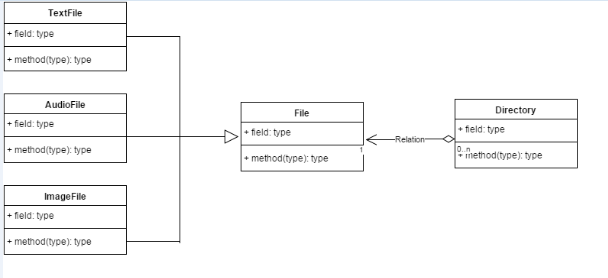 TextFile
+ field: type
+ method(type): type
AudioFile
+ field: type
+ method(type): type
ImageFile
+ field: type
+ method(type): type
File
+ field: type
+ method(type): type
1
Relation
Directory
+ field: type
0..n
+ method(type): type